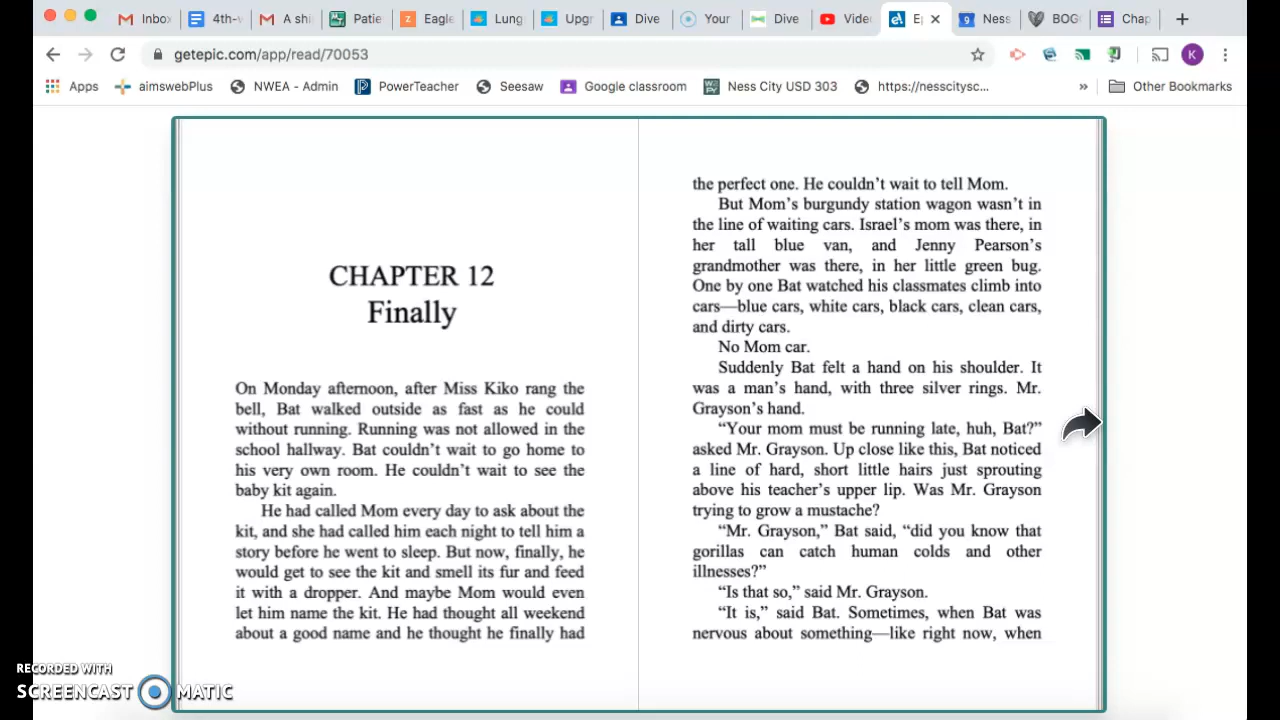 Inbox
4th-v
A shi
Patie
Eagle
Lung
Upgr
Dive
Your
Dive
Vide
Ep
Ness
BOG
Chap
getepic.com/app/read/70053
K
Apps
aimswebPlus
NWEA - Admin
PowerTeacher
Seesaw
Google classroom
Ness City USD 303
https://nesscitysc...
»
Other Bookmarks
CHAPTER 12
Finally
On Monday afternoon, after Miss Kiko rang the
bell, Bat walked outside as fast as he could
without running. Running was not allowed in the
school hallway. Bat couldn't wait to go home to
his very own room. He couldn't wait to see the
baby kit again.
He had called Mom every day to ask about the
kit, and she had called him each night to tell him a
story before he went to sleep. But now, finally, he
would get to see the kit and smell its fur and feed
it with a dropper. And maybe Mom would even
let him name the kit. He had thought all weekend
about a good name and he thought he finally had
the perfect one. He couldn't wait to tell Mom.
But Mom's burgundy station wagon wasn't in
the line of waiting cars. Israel's mom was there, in
her tall blue van, and Jenny Pearson's
grandmother was there, in her little green bug.
One by one Bat watched his classmates climb into
cars—blue cars, white cars, black cars, clean cars,
and dirty cars.
No Mom car.
Suddenly Bat felt a hand on his shoulder. It
was a man's hand, with three silver rings. Mr.
Grayson's hand.
"Your mom must be running late, huh, Bat?"
asked Mr. Grayson. Up close like this, Bat noticed
a line of hard, short little hairs just sprouting
above his teacher's upper lip. Was Mr. Grayson
trying to grow a mustache?
"Mr. Grayson," Bat said, "did you know that
gorillas can catch human colds and other
illnesses?"
"Is that so," said Mr. Grayson.
"It is," said Bat. Sometimes, when Bat was
nervous about something—like right now, when
RECORDED WITH
SCREENCAST MATIC